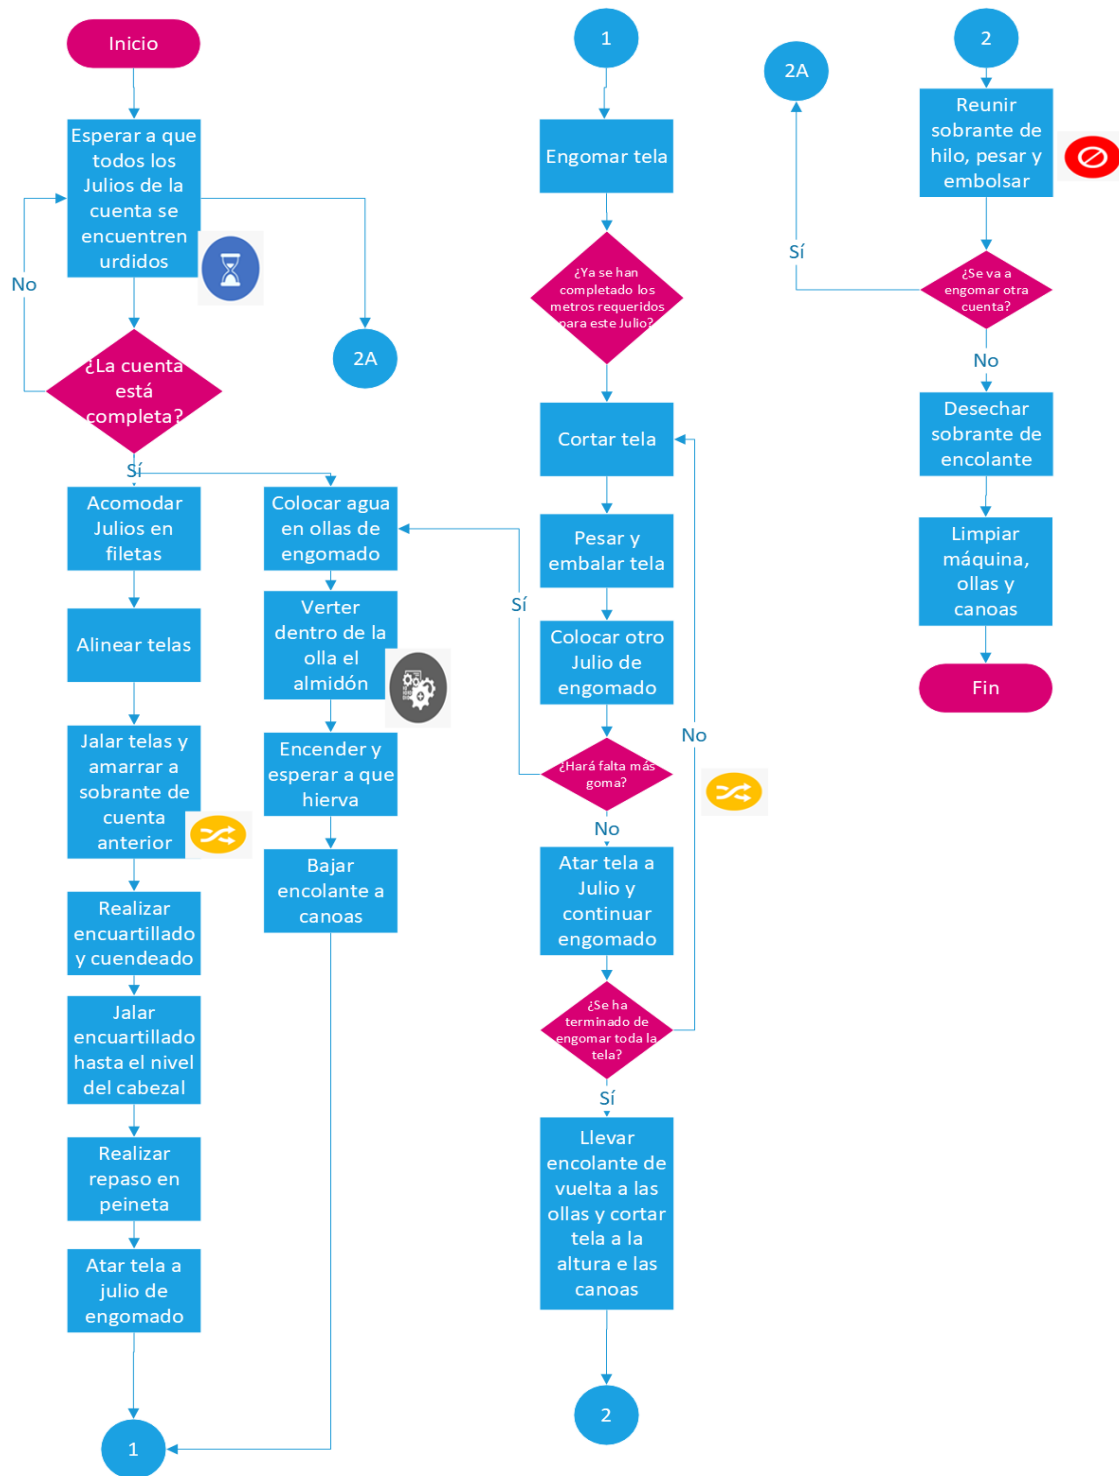 Inicio
Esperar a que
todos los
Julios de la
cuenta se
encuentren
urdidos
No
2A
¿La cuenta
está
completa?
Sí
Acomodar
Julios en
filetas
Alinear telas
Jalar telas y
amarrar a
sobrante de
cuenta
anterior
Realizar
encuartillado
y cuendeado
Jalar
encuartillado
hasta el nivel
del cabezal
Realizar
repaso en
peineta
Atar tela a
julio de
engomado
1
Colocar agua
en ollas de
engomado
Verter
dentro de la
olla el
almidón
Encender y
esperar a que
hierva
Bajar
encolante a
canoas
1
Engomar tela
¿Ya se han
completado los
metros requeridos
para este Julio?
Cortar tela
Pesar y
embalar tela
Colocar otro
Julio de
engomado
Sí
¿Hará falta más
goma?
No
No
Atar tela a
Julio y
continuar
engomado
¿Se ha
terminado de
engomar toda la
tela?
Sí
Llevar
encolante de
vuelta a las
ollas y cortar
tela a la
altura e las
canoas
2
2
2A
Reunir
sobrante de
hilo, pesar y
embolsar
Sí
¿Se va a
engomar otra
cuenta?
No
Desechar
sobrante de
encolante
Limpiar
máquina,
ollas y
canoas
Fin